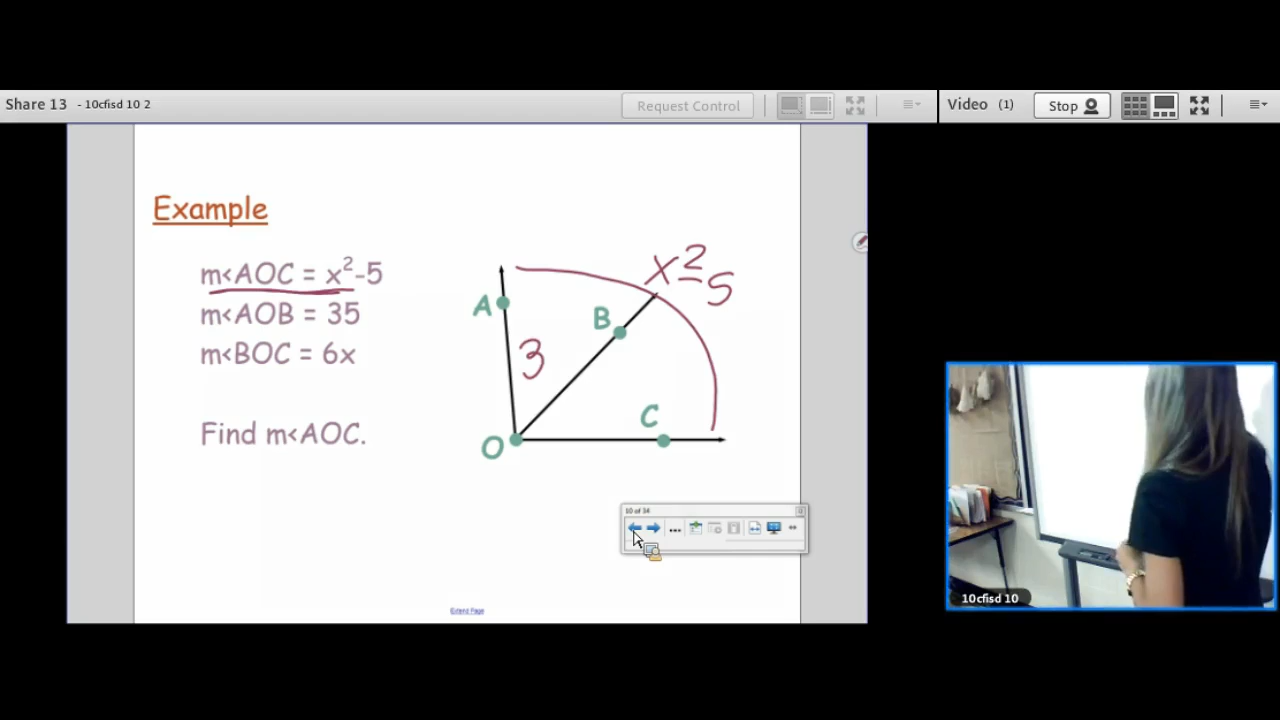 Share 13 - 10cfisd 10 2
Request Control
Video (1)
Stop
Example
m<AOC = x²-5
m<AOB = 35
m<BOC = 6x
Find m<AOC.
x²-5
A
B
3
C
O
10 of 34
Extend Page
10cfisd 10